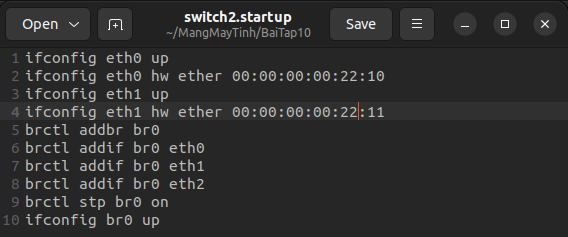 Open
switch2.startup
~/MangMayTinh/BaiTap10
Save
1 ifconfig eth0 up
2 ifconfig eth0 hw ether 00:00:00:00:22:10
3 ifconfig eth1 up
4 ifconfig eth1 hw ether 00:00:00:00:22:11
5 brctl addbr br0
6 brctl addif br0 eth0
7 brctl addif br0 eth1
8 brctl addif br0 eth2
9 brctl stp br0 on
10 ifconfig br0 up